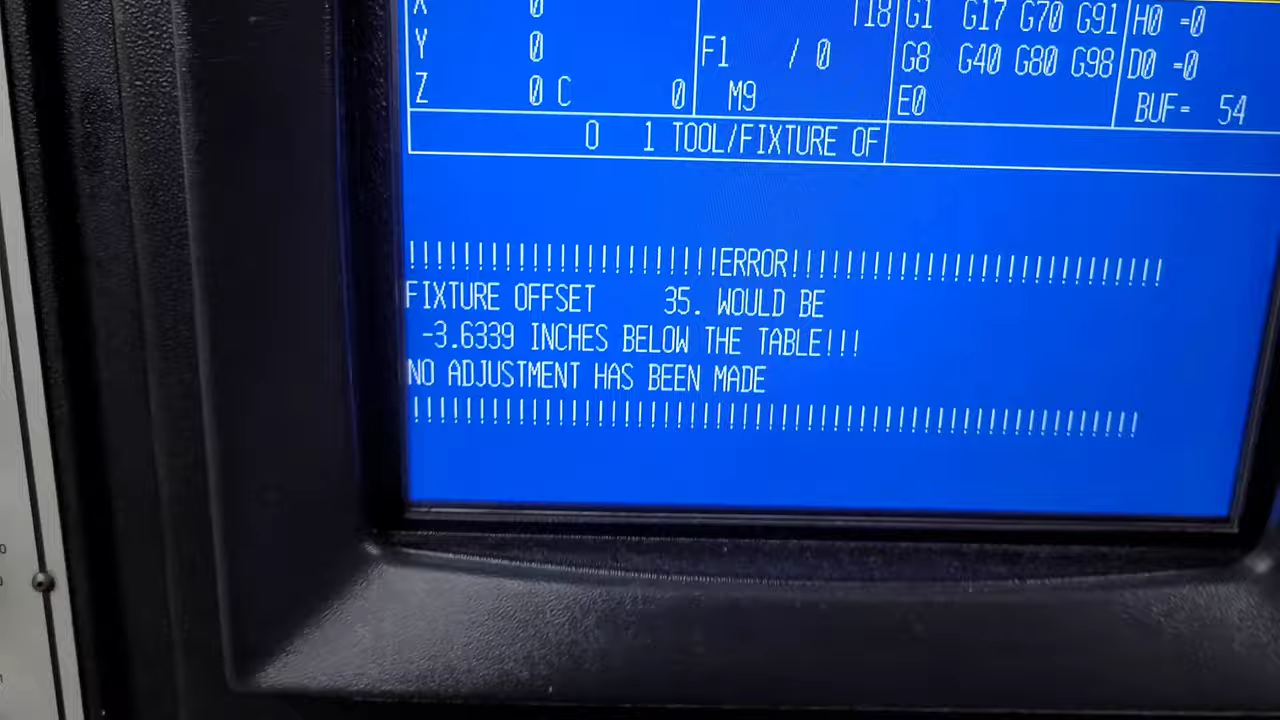 X 0 T18 G1 G17 G70 G91 H0 =0
Y 0 F1 / 0 G8 G40 G80 G98 D0 =0
Z 0 C 0 M9 E0 BUF= 54
O 1 TOOL/FIXTURE OF
!!!!!!!!!!!!!!!!!!!!!!!ERROR!!!!!!!!!!!!!!!!!!!!!!!!!!!!
FIXTURE OFFSET 35. WOULD BE
-3.6339 INCHES BELOW THE TABLE!!!
NO ADJUSTMENT HAS BEEN MADE
!!!!!!!!!!!!!!!!!!!!!!!!!!!!!!!!!!!!!!!!!!!!!!!!!!!!!!!